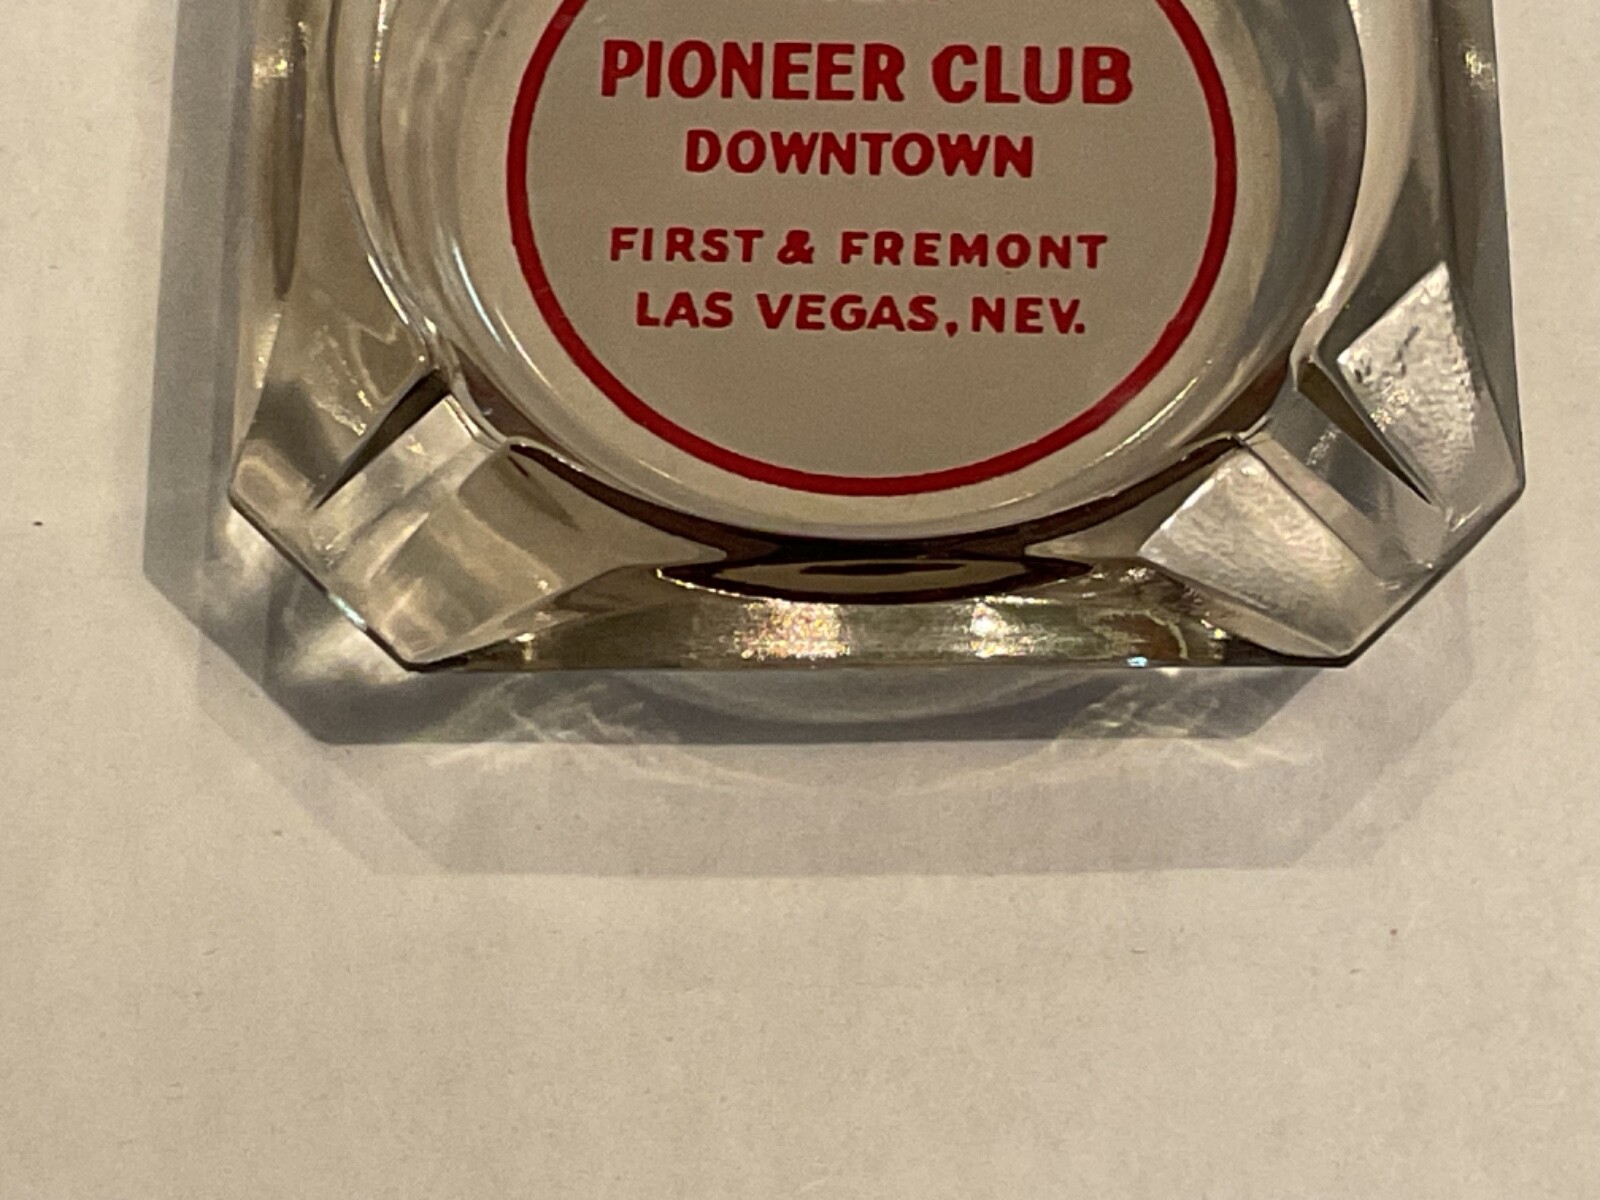 PIONEER CLUB
DOWNTOWN
FIRST & FREMONT
LAS VEGAS, NEV.